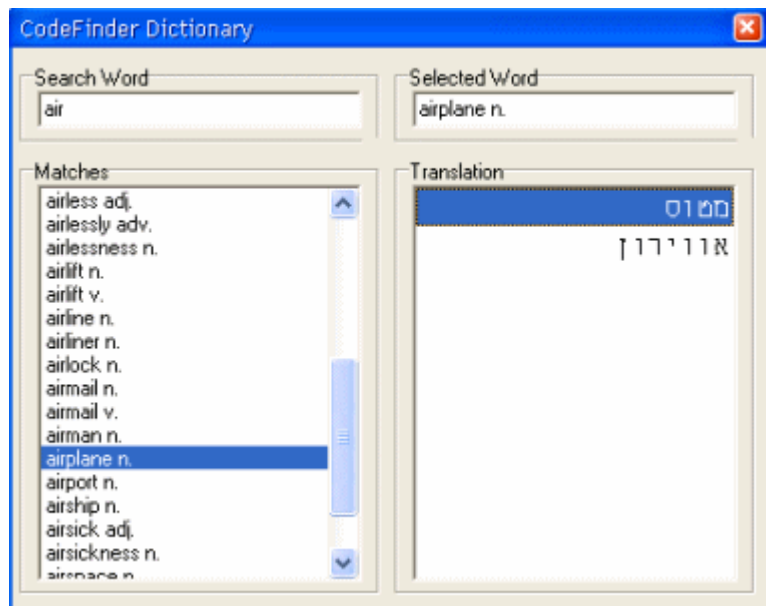 CodeFinder Dictionary
Search Word
air
Selected Word
airplane n.
Matches
airless adj.
airlessly adv.
airlessness n.
airlift n.
airlift v.
airline n.
airliner n.
airlock n.
airmail n.
airmail v.
airman n.
airplane n.
airport n.
airship n.
airsick adj.
airsickness n.
airspace n.
Translation
מטוס
אווירון